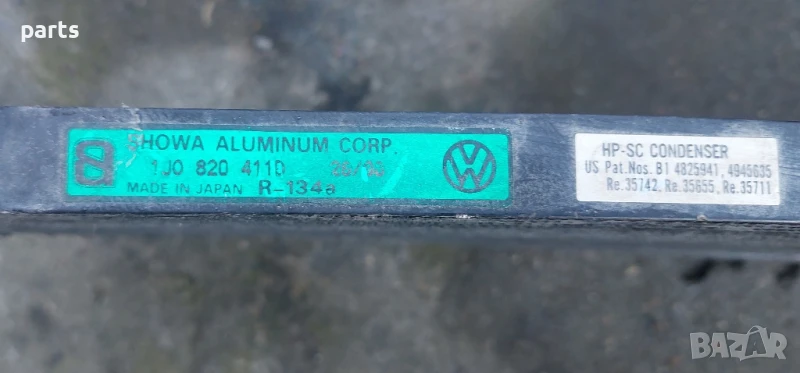 parts
SHOWA ALUMINUM CORP.
1J0 820 411D
MADE IN JAPAN R-134a
HP-SC CONDENSER
US Pat.Nos. B1 4825941, 4945635
Re.35742, Re.35655, Re.35711
BAZAR